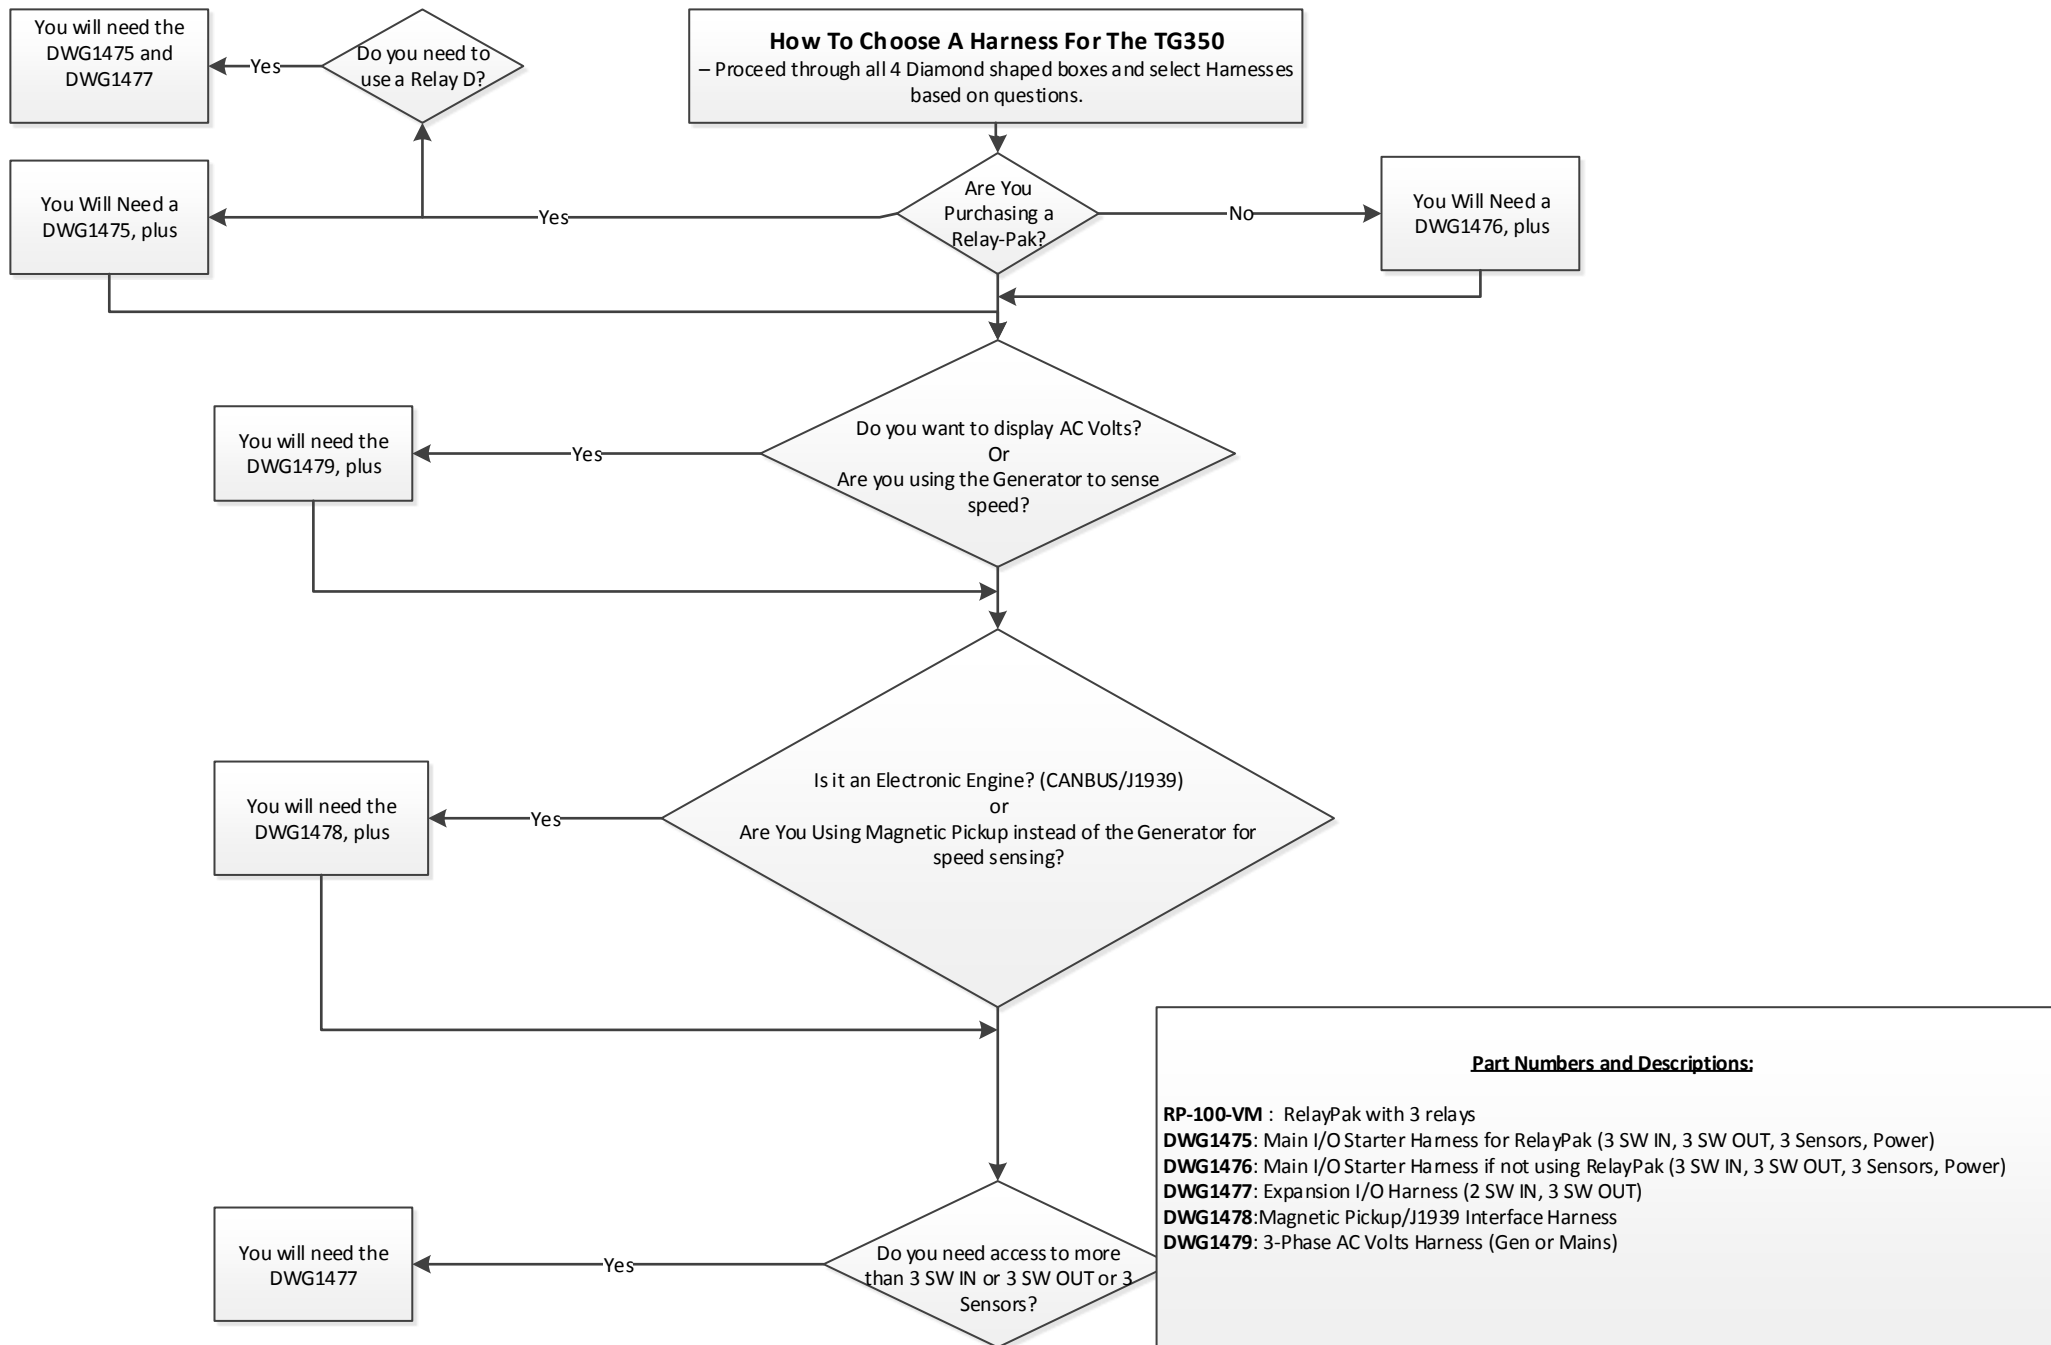 How To Choose A Harness For The TG350
– Proceed through all 4 Diamond shaped boxes and select Harnesses
based on questions.
You will need the
DWG1475 and
DWG1477
Yes
Do you need to
use a Relay D?
You Will Need a
DWG1475, plus
Yes
Are You
Purchasing a
Relay-Pak?
No
You Will Need a
DWG1476, plus
Do you want to display AC Volts?
Or
Are you using the Generator to sense
speed?
Yes
You will need the
DWG1479, plus
Is it an Electronic Engine? (CANBUS/J1939)
or
Are You Using Magnetic Pickup instead of the Generator for
speed sensing?
Yes
You will need the
DWG1478, plus
Do you need access to more
than 3 SW IN or 3 SW OUT or 3
Sensors?
Yes
You will need the
DWG1477
Part Numbers and Descriptions:
RP-100-VM : RelayPak with 3 relays
DWG1475: Main I/O Starter Harness for RelayPak (3 SW IN, 3 SW OUT, 3 Sensors, Power)
DWG1476: Main I/O Starter Harness if not using RelayPak (3 SW IN, 3 SW OUT, 3 Sensors, Power)
DWG1477: Expansion I/O Harness (2 SW IN, 3 SW OUT)
DWG1478:Magnetic Pickup/J1939 Interface Harness
DWG1479: 3-Phase AC Volts Harness (Gen or Mains)